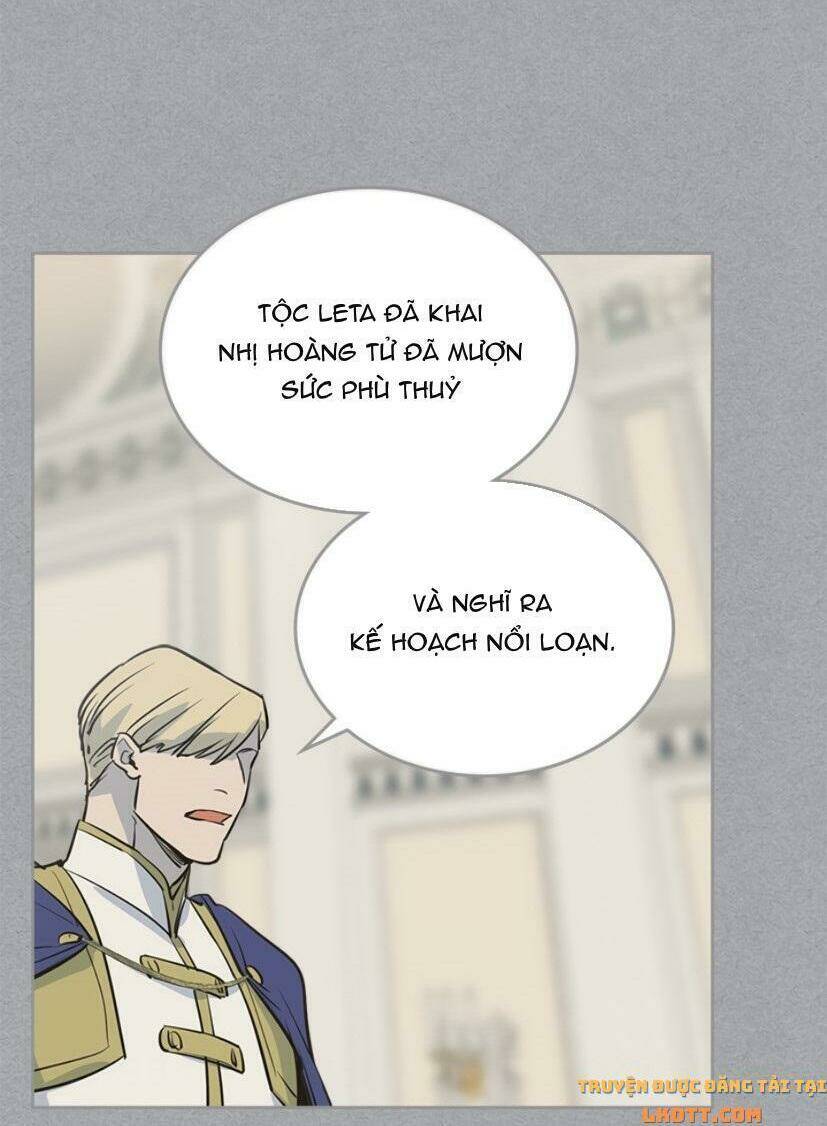 TỘC LETA ĐÃ KHAI
NHỊ HOÀNG TỬ ĐÃ MƯỢN
SỨC PHÙ THUỶ
VÀ NGHĨ RA
KẾ HOẠCH NỔI LOẠN.
TRUYỆN ĐƯỢC ĐĂNG TẢI TẠI
LKDTT.COM